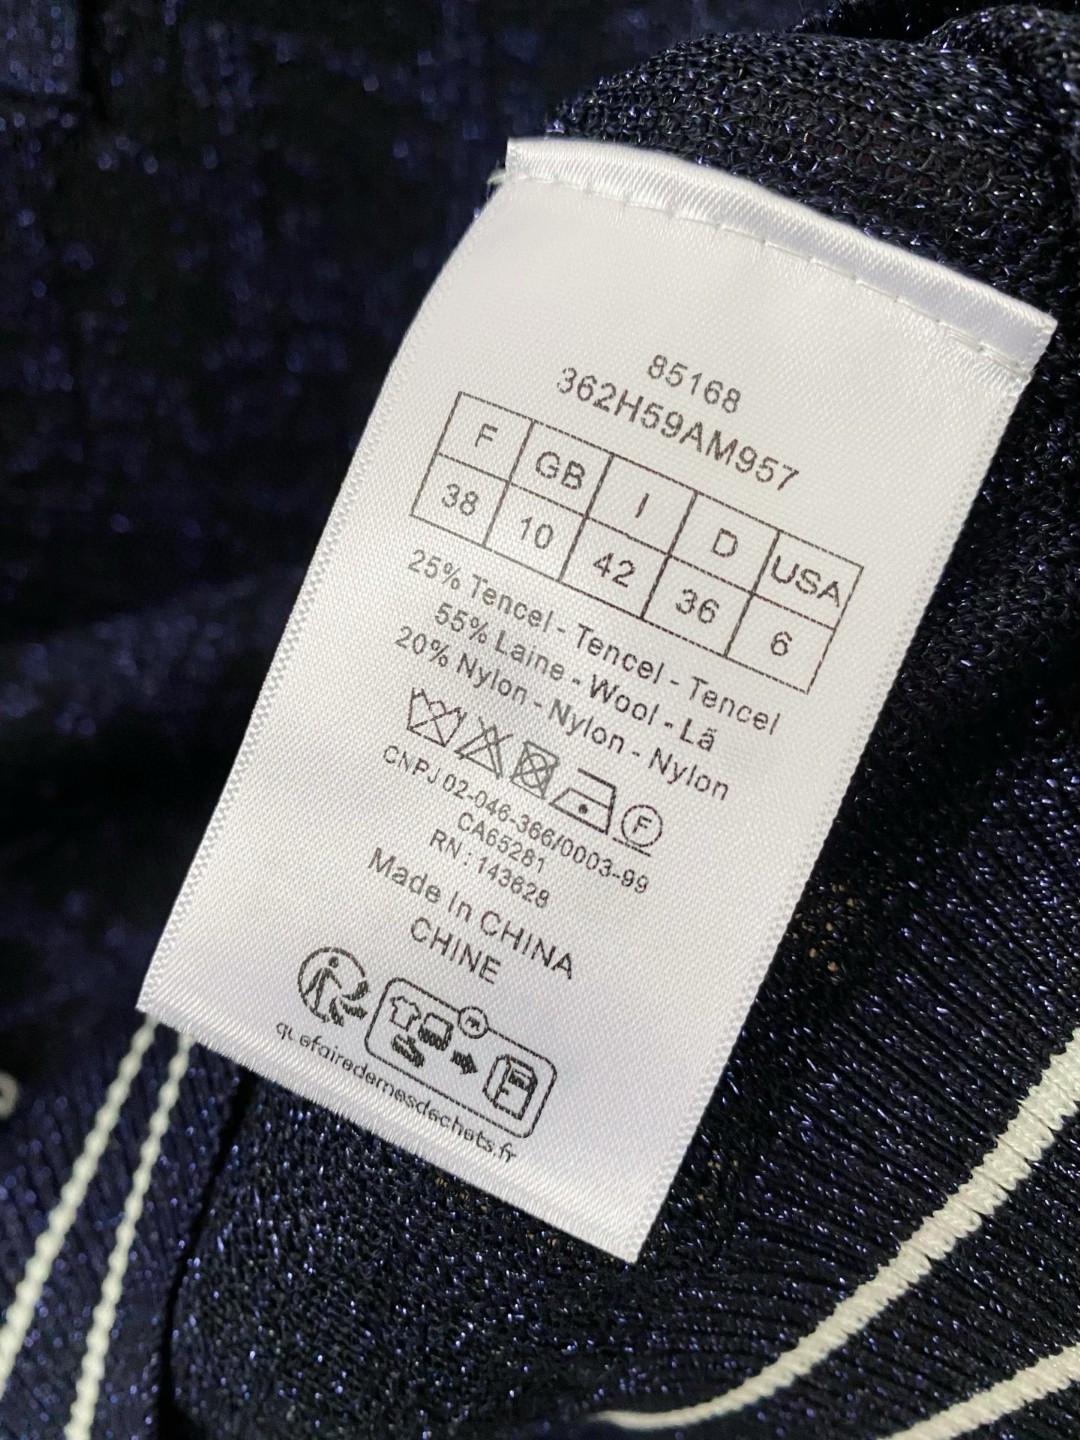 85168
362H59AM957
F GB I D USA
38 10 42 36 6
25% Tencel - Tencel - Tencel
55% Laine - Wool - Lã
20% Nylon - Nylon - Nylon
F
CNPJ 02-046-366/0003-99
CA65281
RN : 143628
Made In CHINA
CHINE
quefairedemesdechets.fr